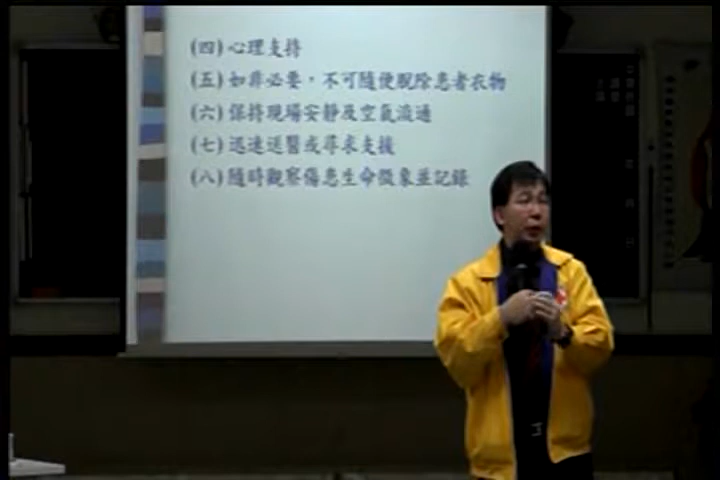 (四)心理支持
(五)如非必要，不可隨便脫除患者衣物
(六)保持現場安靜及空氣流通
(七)迅速送醫或尋求支援
(八)隨時觀察傷患生命徵象並記錄